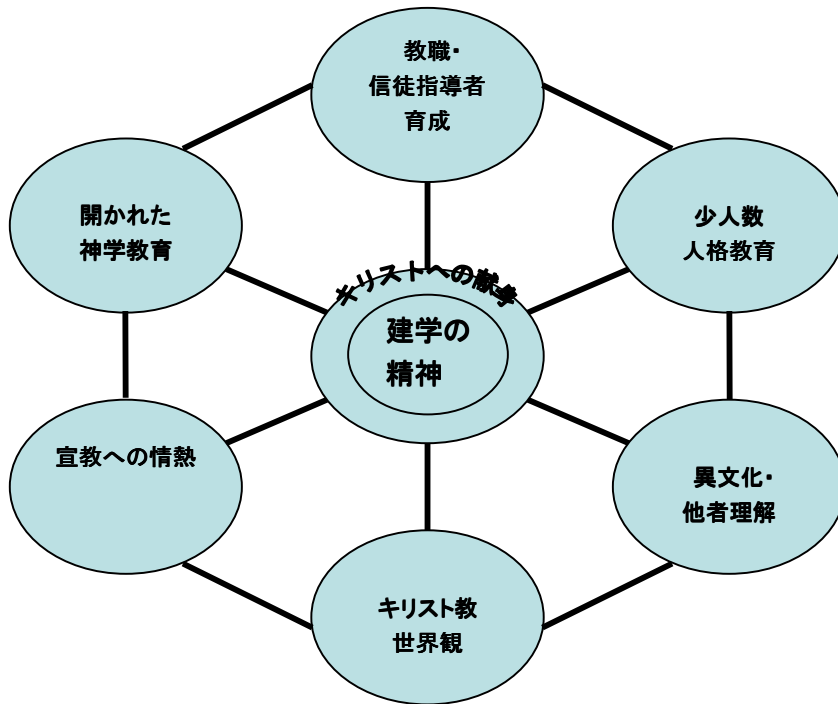 教職・
信徒指導者
育成
開かれた
神学教育
少人数
人格教育
キリストへの献身
建学の
精神
宣教への情熱
異文化・
他者理解
キリスト教
世界観